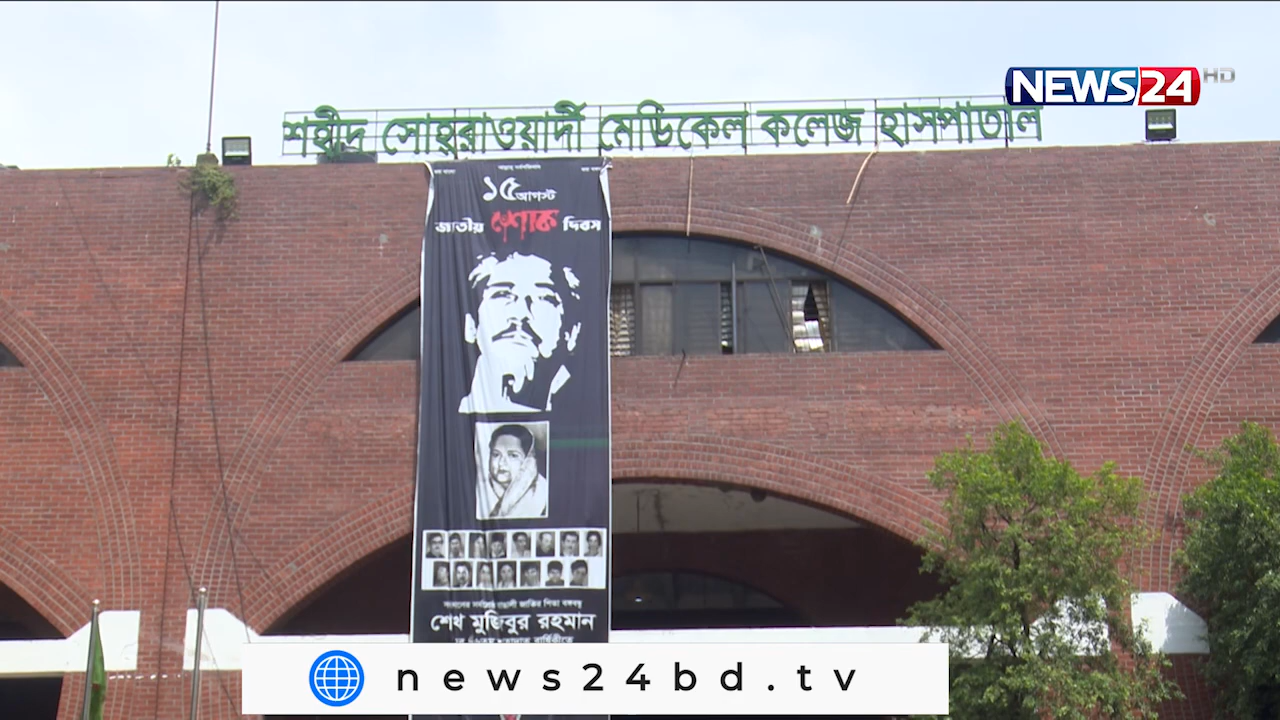 NEWS24 HD
শহীদ সোহরাওয়ার্দী মেডিকেল কলেজ হাসপাতাল
১৫ আগস্ট
জাতীয় শোক দিবস
শেখ মুজিবুর রহমান
news24bd.tv